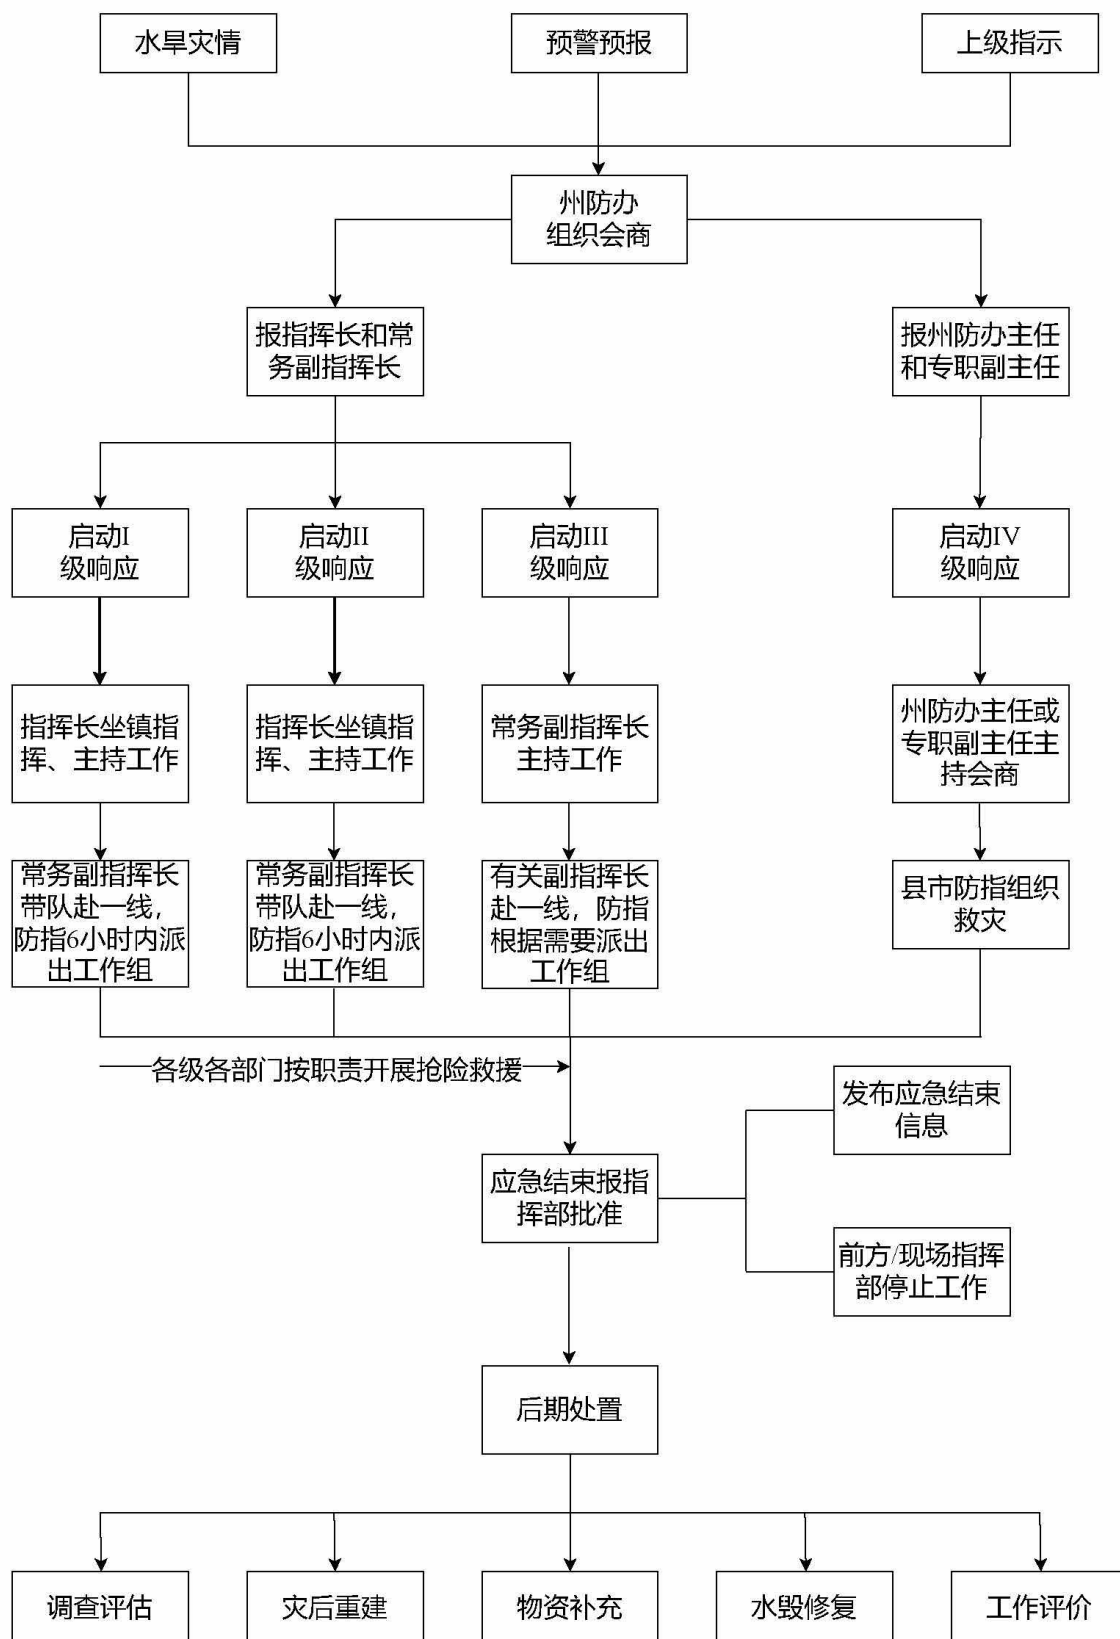 水旱灾情
预警预报
上级指示
州防办
组织会商
报指挥长和常
务副指挥长
报州防办主任
和专职副主任
启动I
级响应
启动II
级响应
启动III
级响应
启动IV
级响应
指挥长坐镇指
挥、主持工作
指挥长坐镇指
挥、主持工作
常务副指挥长
主持工作
州防办主任或
专职副主任主
持会商
常务副指挥长
带队赴一线，
防指6小时内派
出工作组
常务副指挥长
带队赴一线，
防指6小时内派
出工作组
有关副指挥长
赴一线，防指
根据需要派出
工作组
县市防指组织
救灾
各级各部门按职责开展抢险救援
发布应急结束
信息
应急结束报指
挥部批准
前方/现场指挥
部停止工作
后期处置
调查评估
灾后重建
物资补充
水毁修复
工作评价